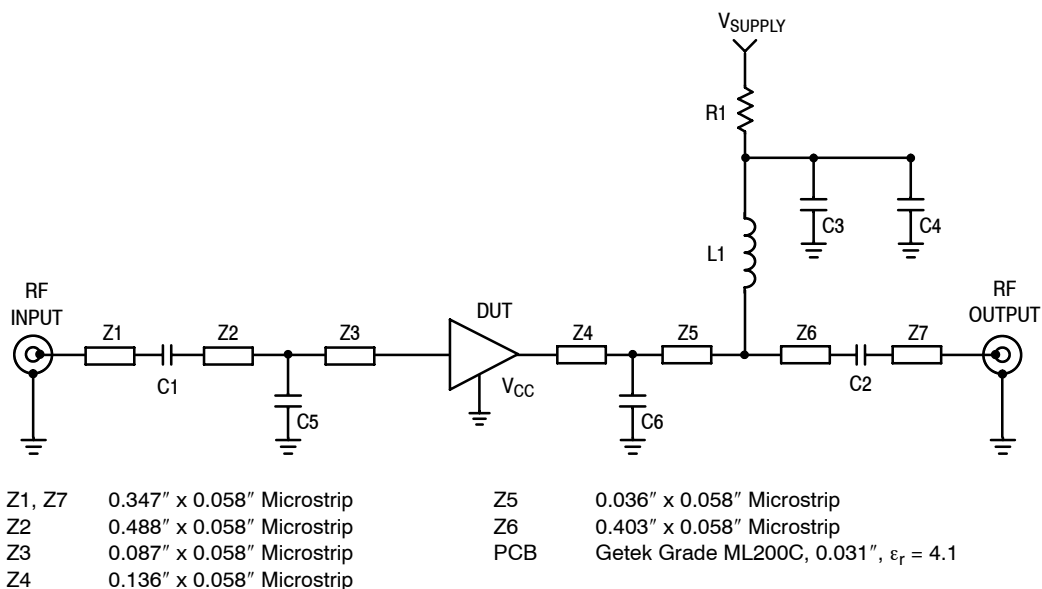 V_SUPPLY
R1
C3
C4
L1
RF
INPUT
RF
OUTPUT
DUT
Z1
Z2
Z3
Z4
Z5
Z6
Z7
C1
C5
V_CC
C6
C2
Z1, Z7 0.347″ x 0.058″ Microstrip
Z2 0.488″ x 0.058″ Microstrip
Z3 0.087″ x 0.058″ Microstrip
Z4 0.136″ x 0.058″ Microstrip
Z5 0.036″ x 0.058″ Microstrip
Z6 0.403″ x 0.058″ Microstrip
PCB Getek Grade ML200C, 0.031″, ε_r = 4.1